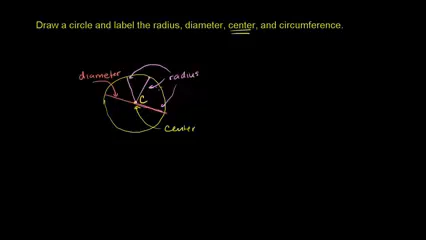 Draw a circle and label the radius, diameter, center, and circumference.
diameter
radius
C
center